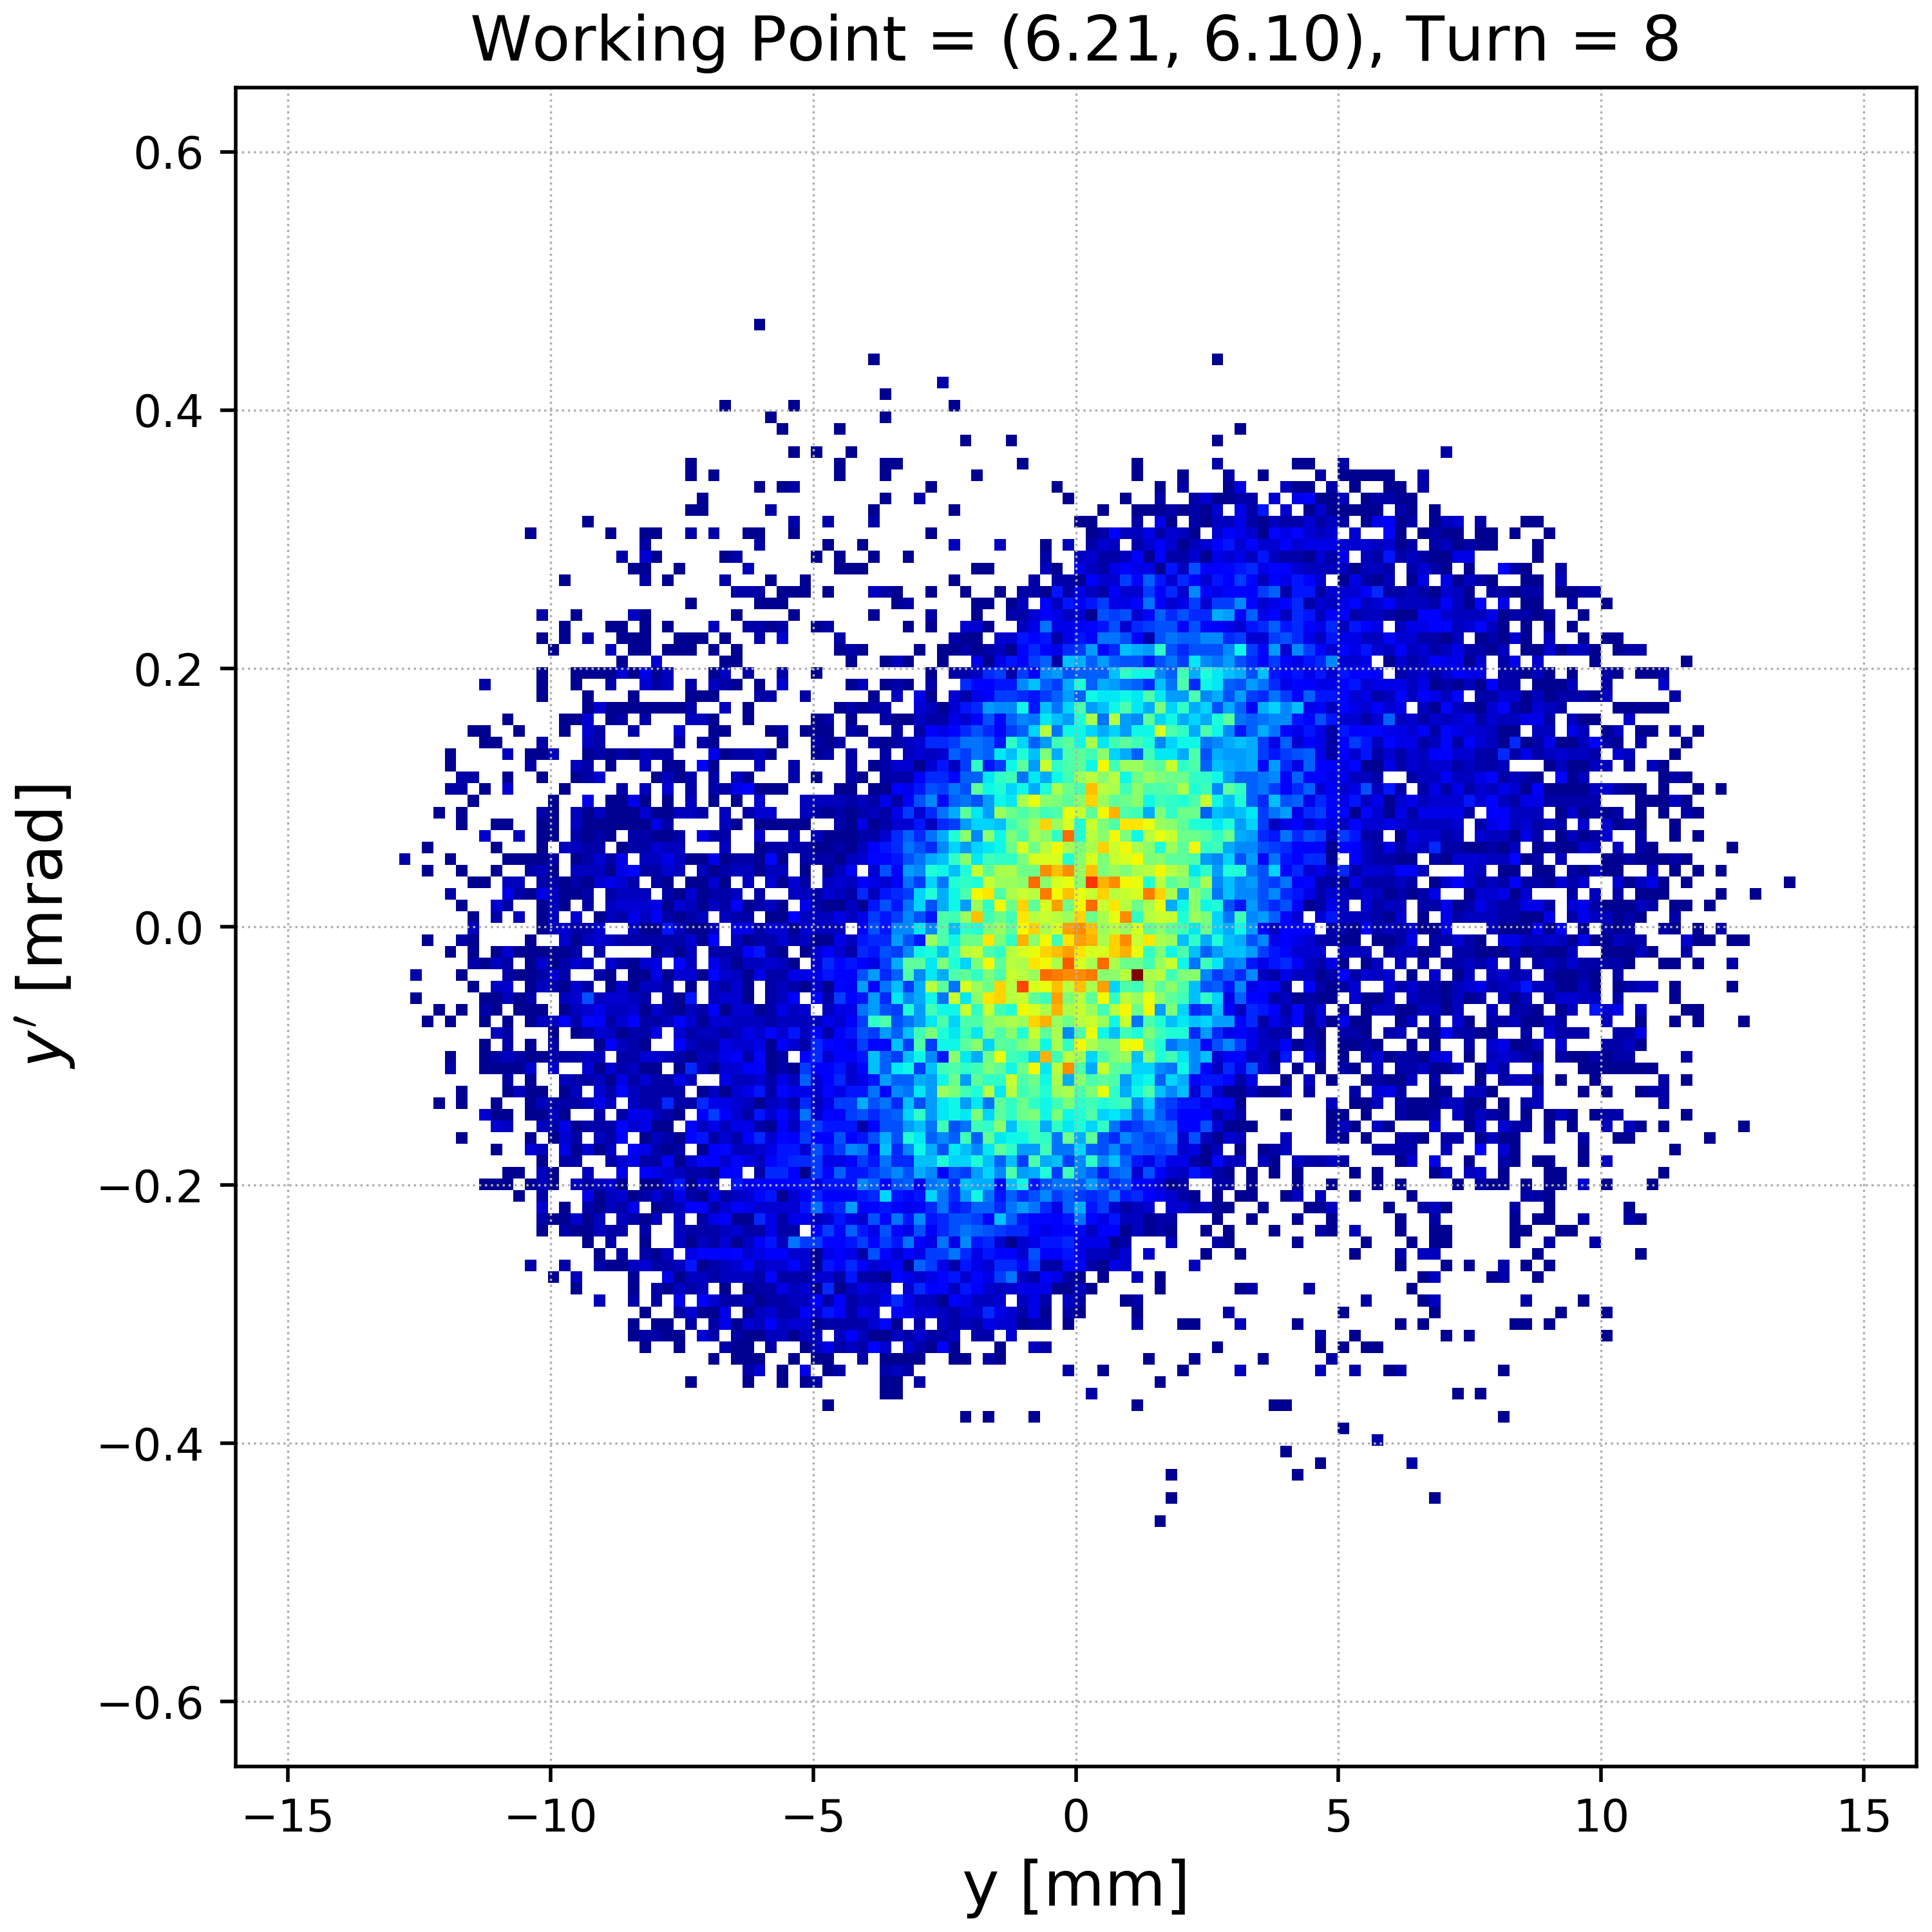 Working Point = (6.21, 6.10), Turn = 8
0.6
0.4
0.2
0.0
−0.2
−0.4
−0.6
y′ [mrad]
−15 −10 −5 0 5 10 15
y [mm]